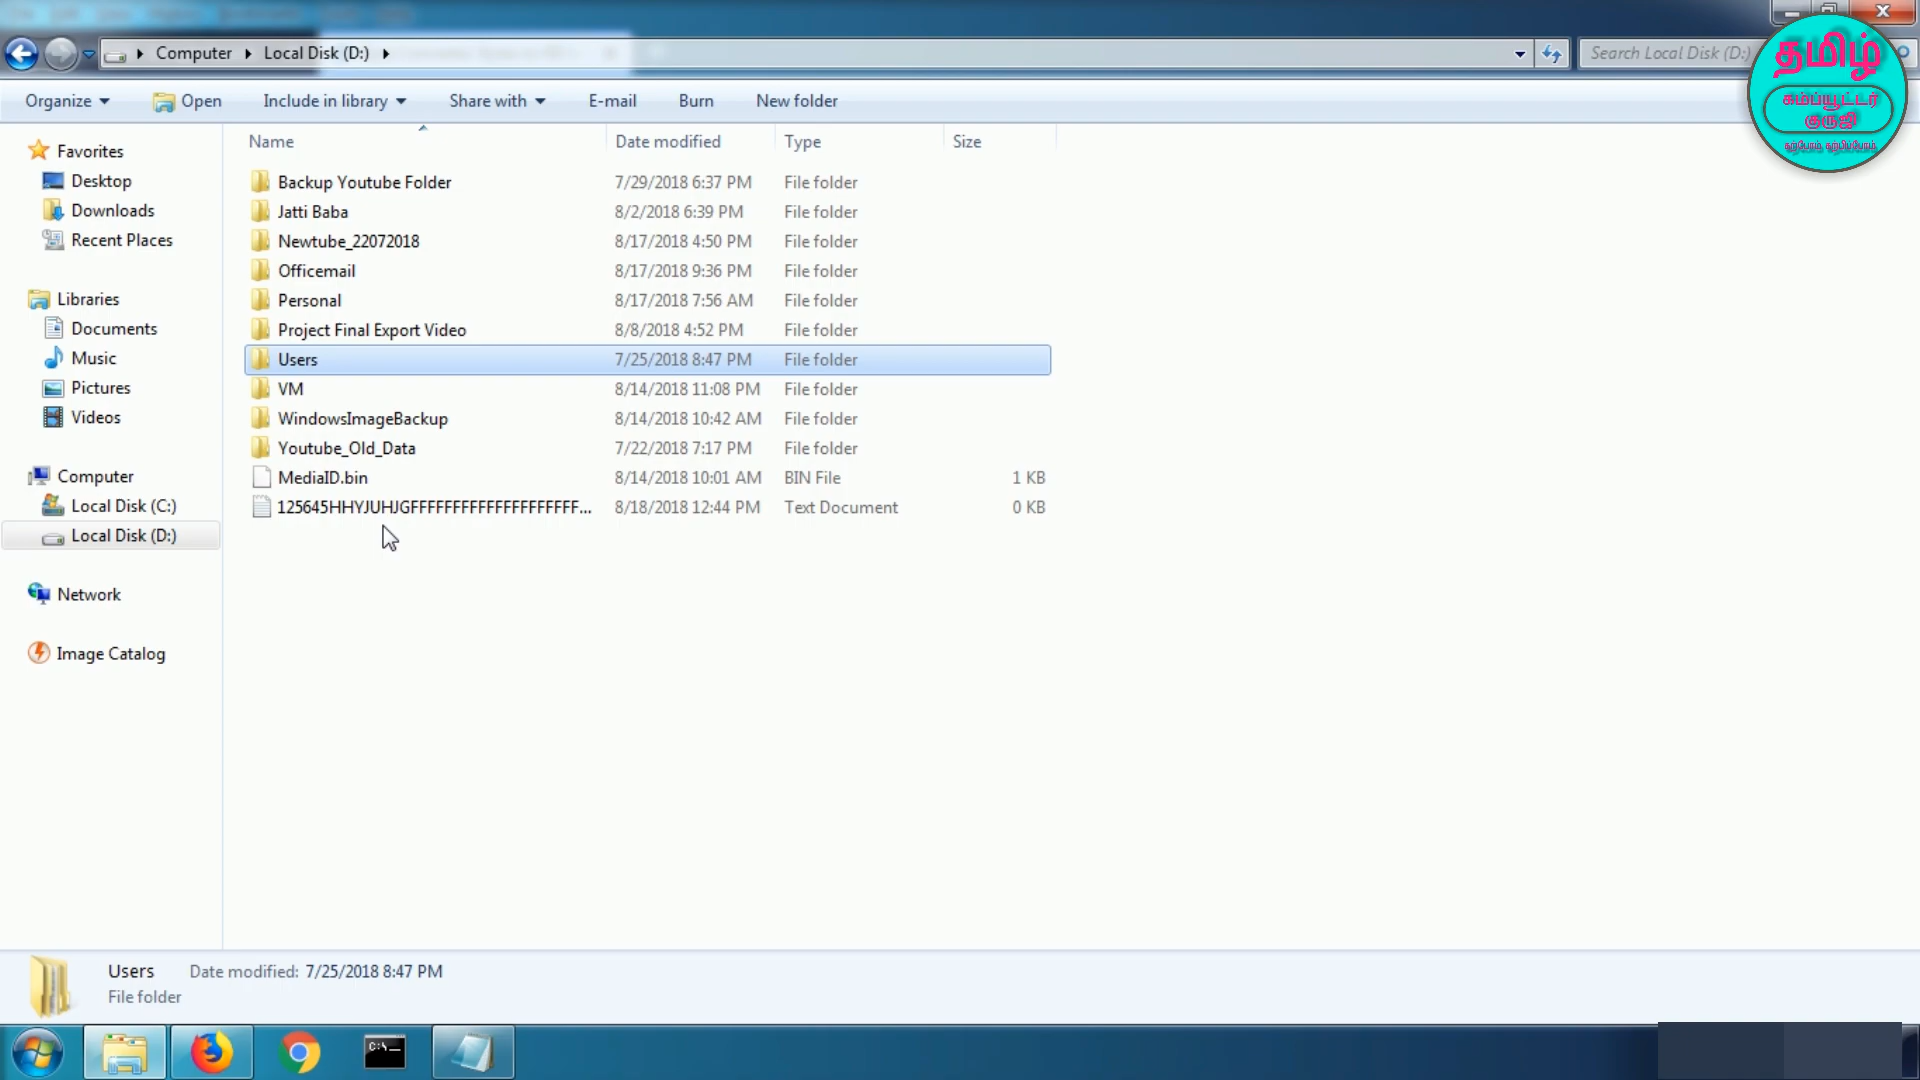 Computer Local Disk (D:)
Search Local Disk (D:)
தமிழ்
கம்ப்யூட்டர்
குருஜி
கற்போம் கற்பிப்போம்
Organize Open Include in library Share with E-mail Burn New folder
Name Date modified Type Size
Favorites
Desktop
Downloads
Recent Places
Libraries
Documents
Music
Pictures
Videos
Computer
Local Disk (C:)
Local Disk (D:)
Network
Image Catalog
Backup Youtube Folder 7/29/2018 6:37 PM File folder
Jatti Baba 8/2/2018 6:39 PM File folder
Newtube_22072018 8/17/2018 4:50 PM File folder
Officemail 8/17/2018 9:36 PM File folder
Personal 8/17/2018 7:56 AM File folder
Project Final Export Video 8/8/2018 4:52 PM File folder
Users 7/25/2018 8:47 PM File folder
VM 8/14/2018 11:08 PM File folder
WindowsImageBackup 8/14/2018 10:42 AM File folder
Youtube_Old_Data 7/22/2018 7:17 PM File folder
MediaID.bin 8/14/2018 10:01 AM BIN File 1 KB
125645HHYJUHJGFFFFFFFFFFFFFFFFFFFF... 8/18/2018 12:44 PM Text Document 0 KB
Users Date modified: 7/25/2018 8:47 PM
File folder
C:\